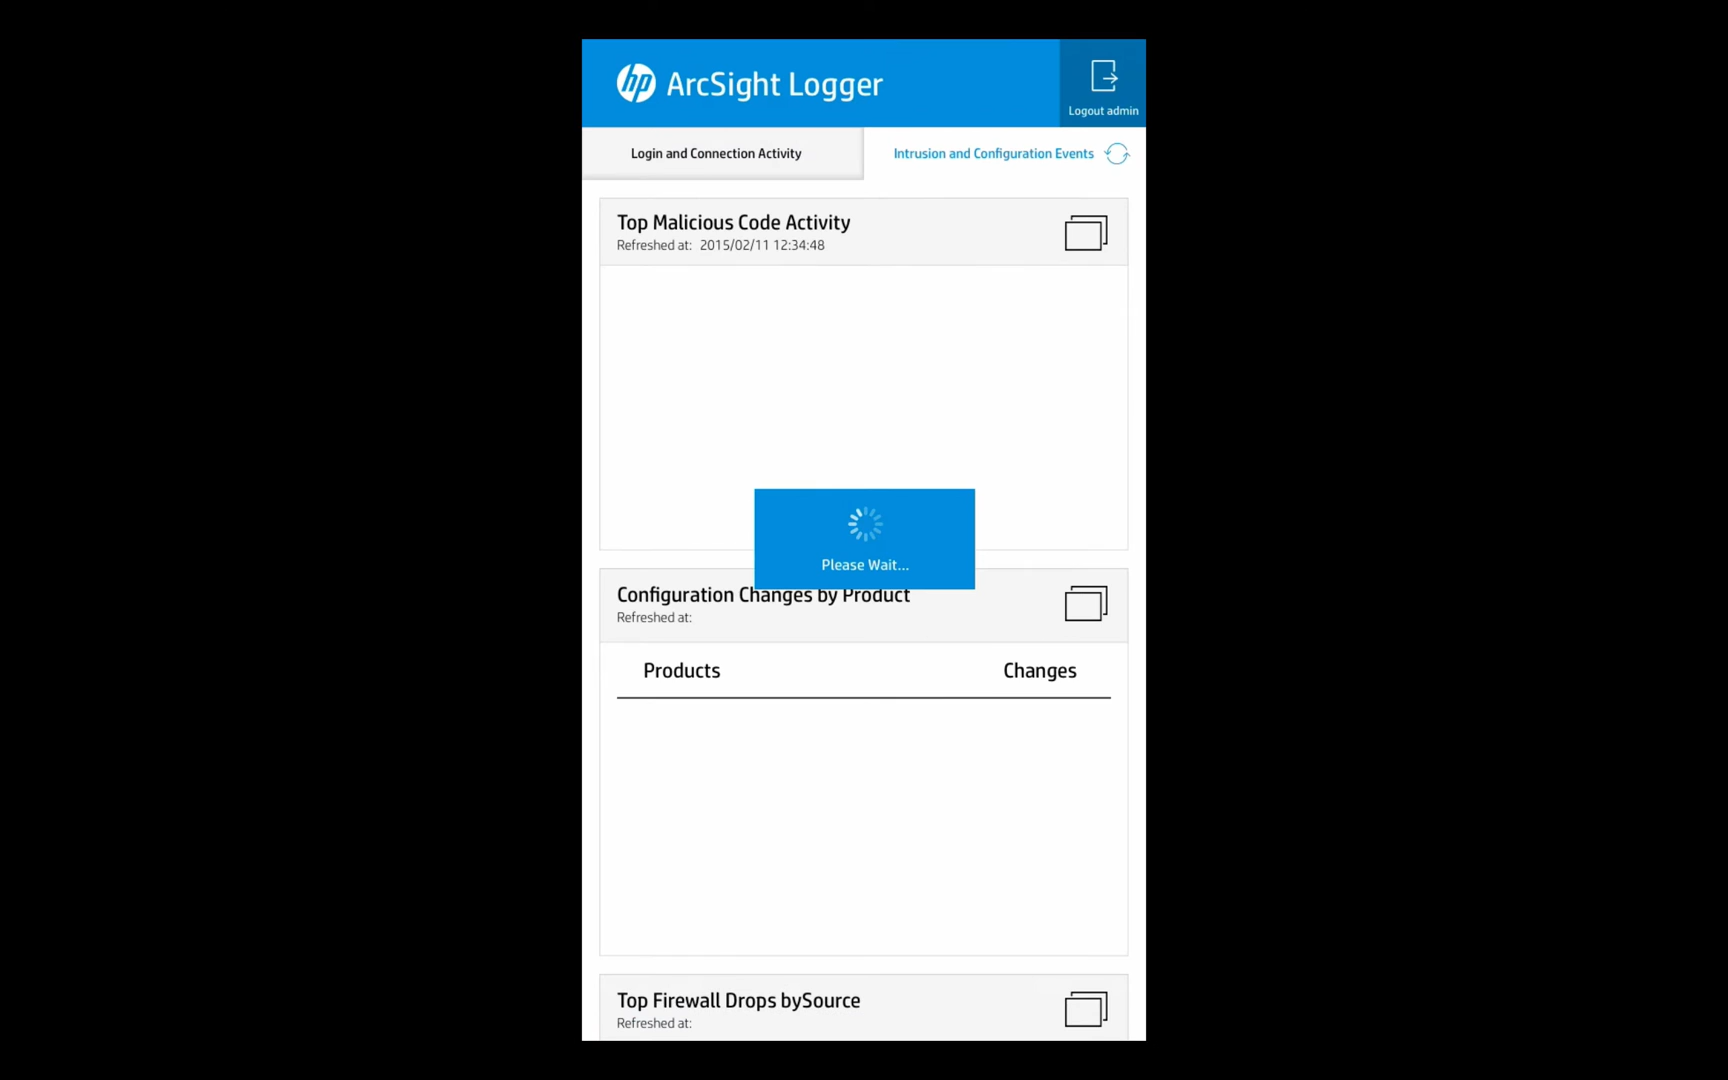 hp ArcSight Logger
Logout admin
Login and Connection Activity
Intrusion and Configuration Events
Top Malicious Code Activity
Refreshed at: 2015/02/11 12:34:48
Please Wait...
Configuration Changes by Product
Refreshed at:
Products Changes
Top Firewall Drops bySource
Refreshed at: